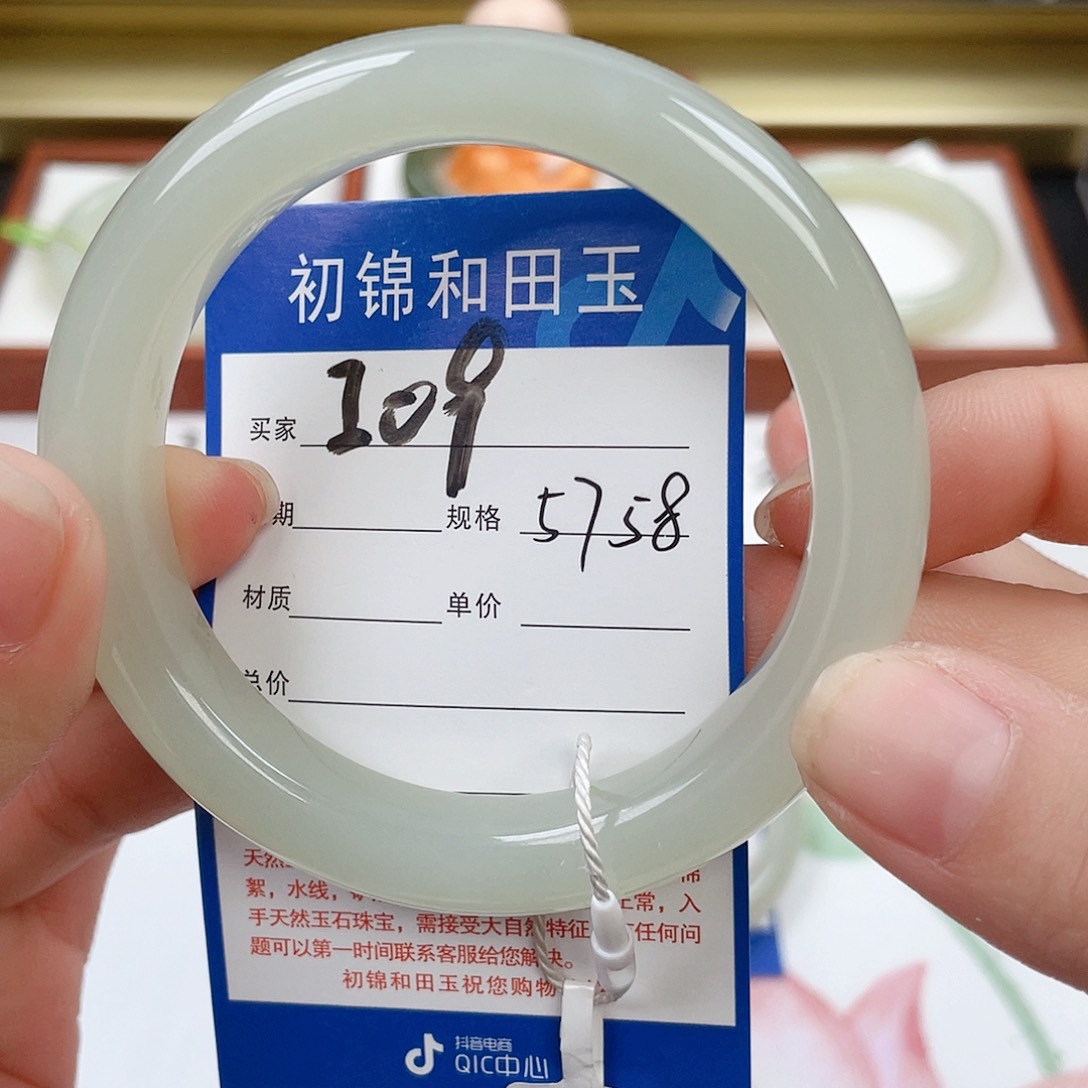 初锦和田玉
买家 109
期 规格 5758
材质 单价
总价
天然
絮，水线，正常，入
手天然玉石珠宝，需接受大自然特征 任何问
题可以第一时间联系客服给您解决。
初锦和田玉祝您购物
抖音电商
QIC中心